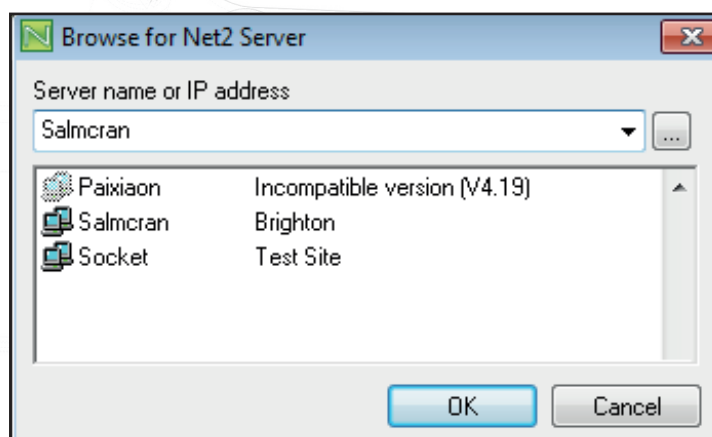 Browse for Net2 Server
Server name or IP address
Salmcran
...
Paixiaon Incompatible version (V4.19)
Salmcran Brighton
Socket Test Site
OK Cancel